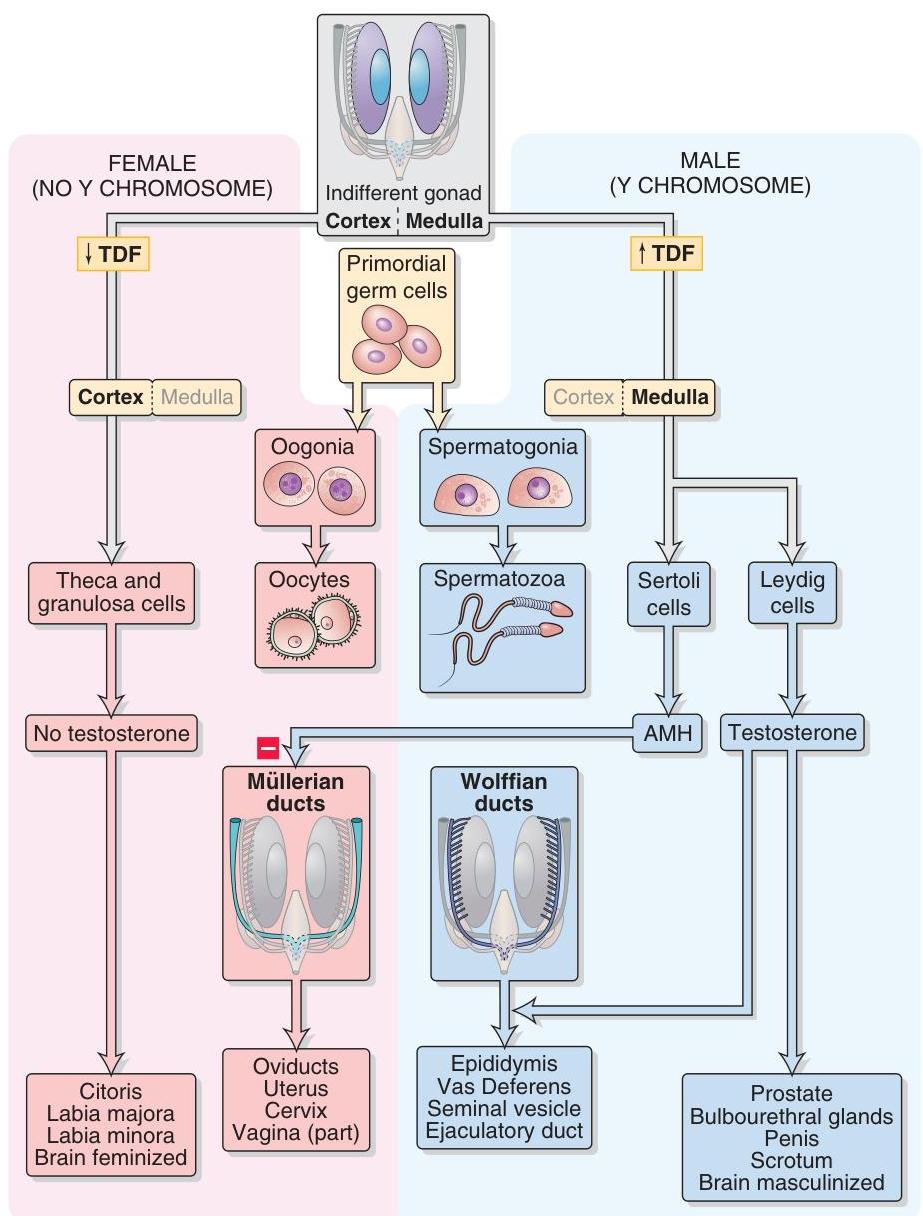 Indifferent gonad
Cortex Medulla
FEMALE
(NO Y CHROMOSOME)
MALE
(Y CHROMOSOME)
↓ TDF
↑ TDF
Primordial
germ cells
Cortex Medulla
Cortex Medulla
Oogonia
Spermatogonia
Theca and
granulosa cells
Oocytes
Spermatozoa
Sertoli
cells
Leydig
cells
No testosterone
AMH
Testosterone
–
Müllerian
ducts
Wolffian
ducts
Citoris
Labia majora
Labia minora
Brain feminized
Oviducts
Uterus
Cervix
Vagina (part)
Epididymis
Vas Deferens
Seminal vesicle
Ejaculatory duct
Prostate
Bulbourethral glands
Penis
Scrotum
Brain masculinized